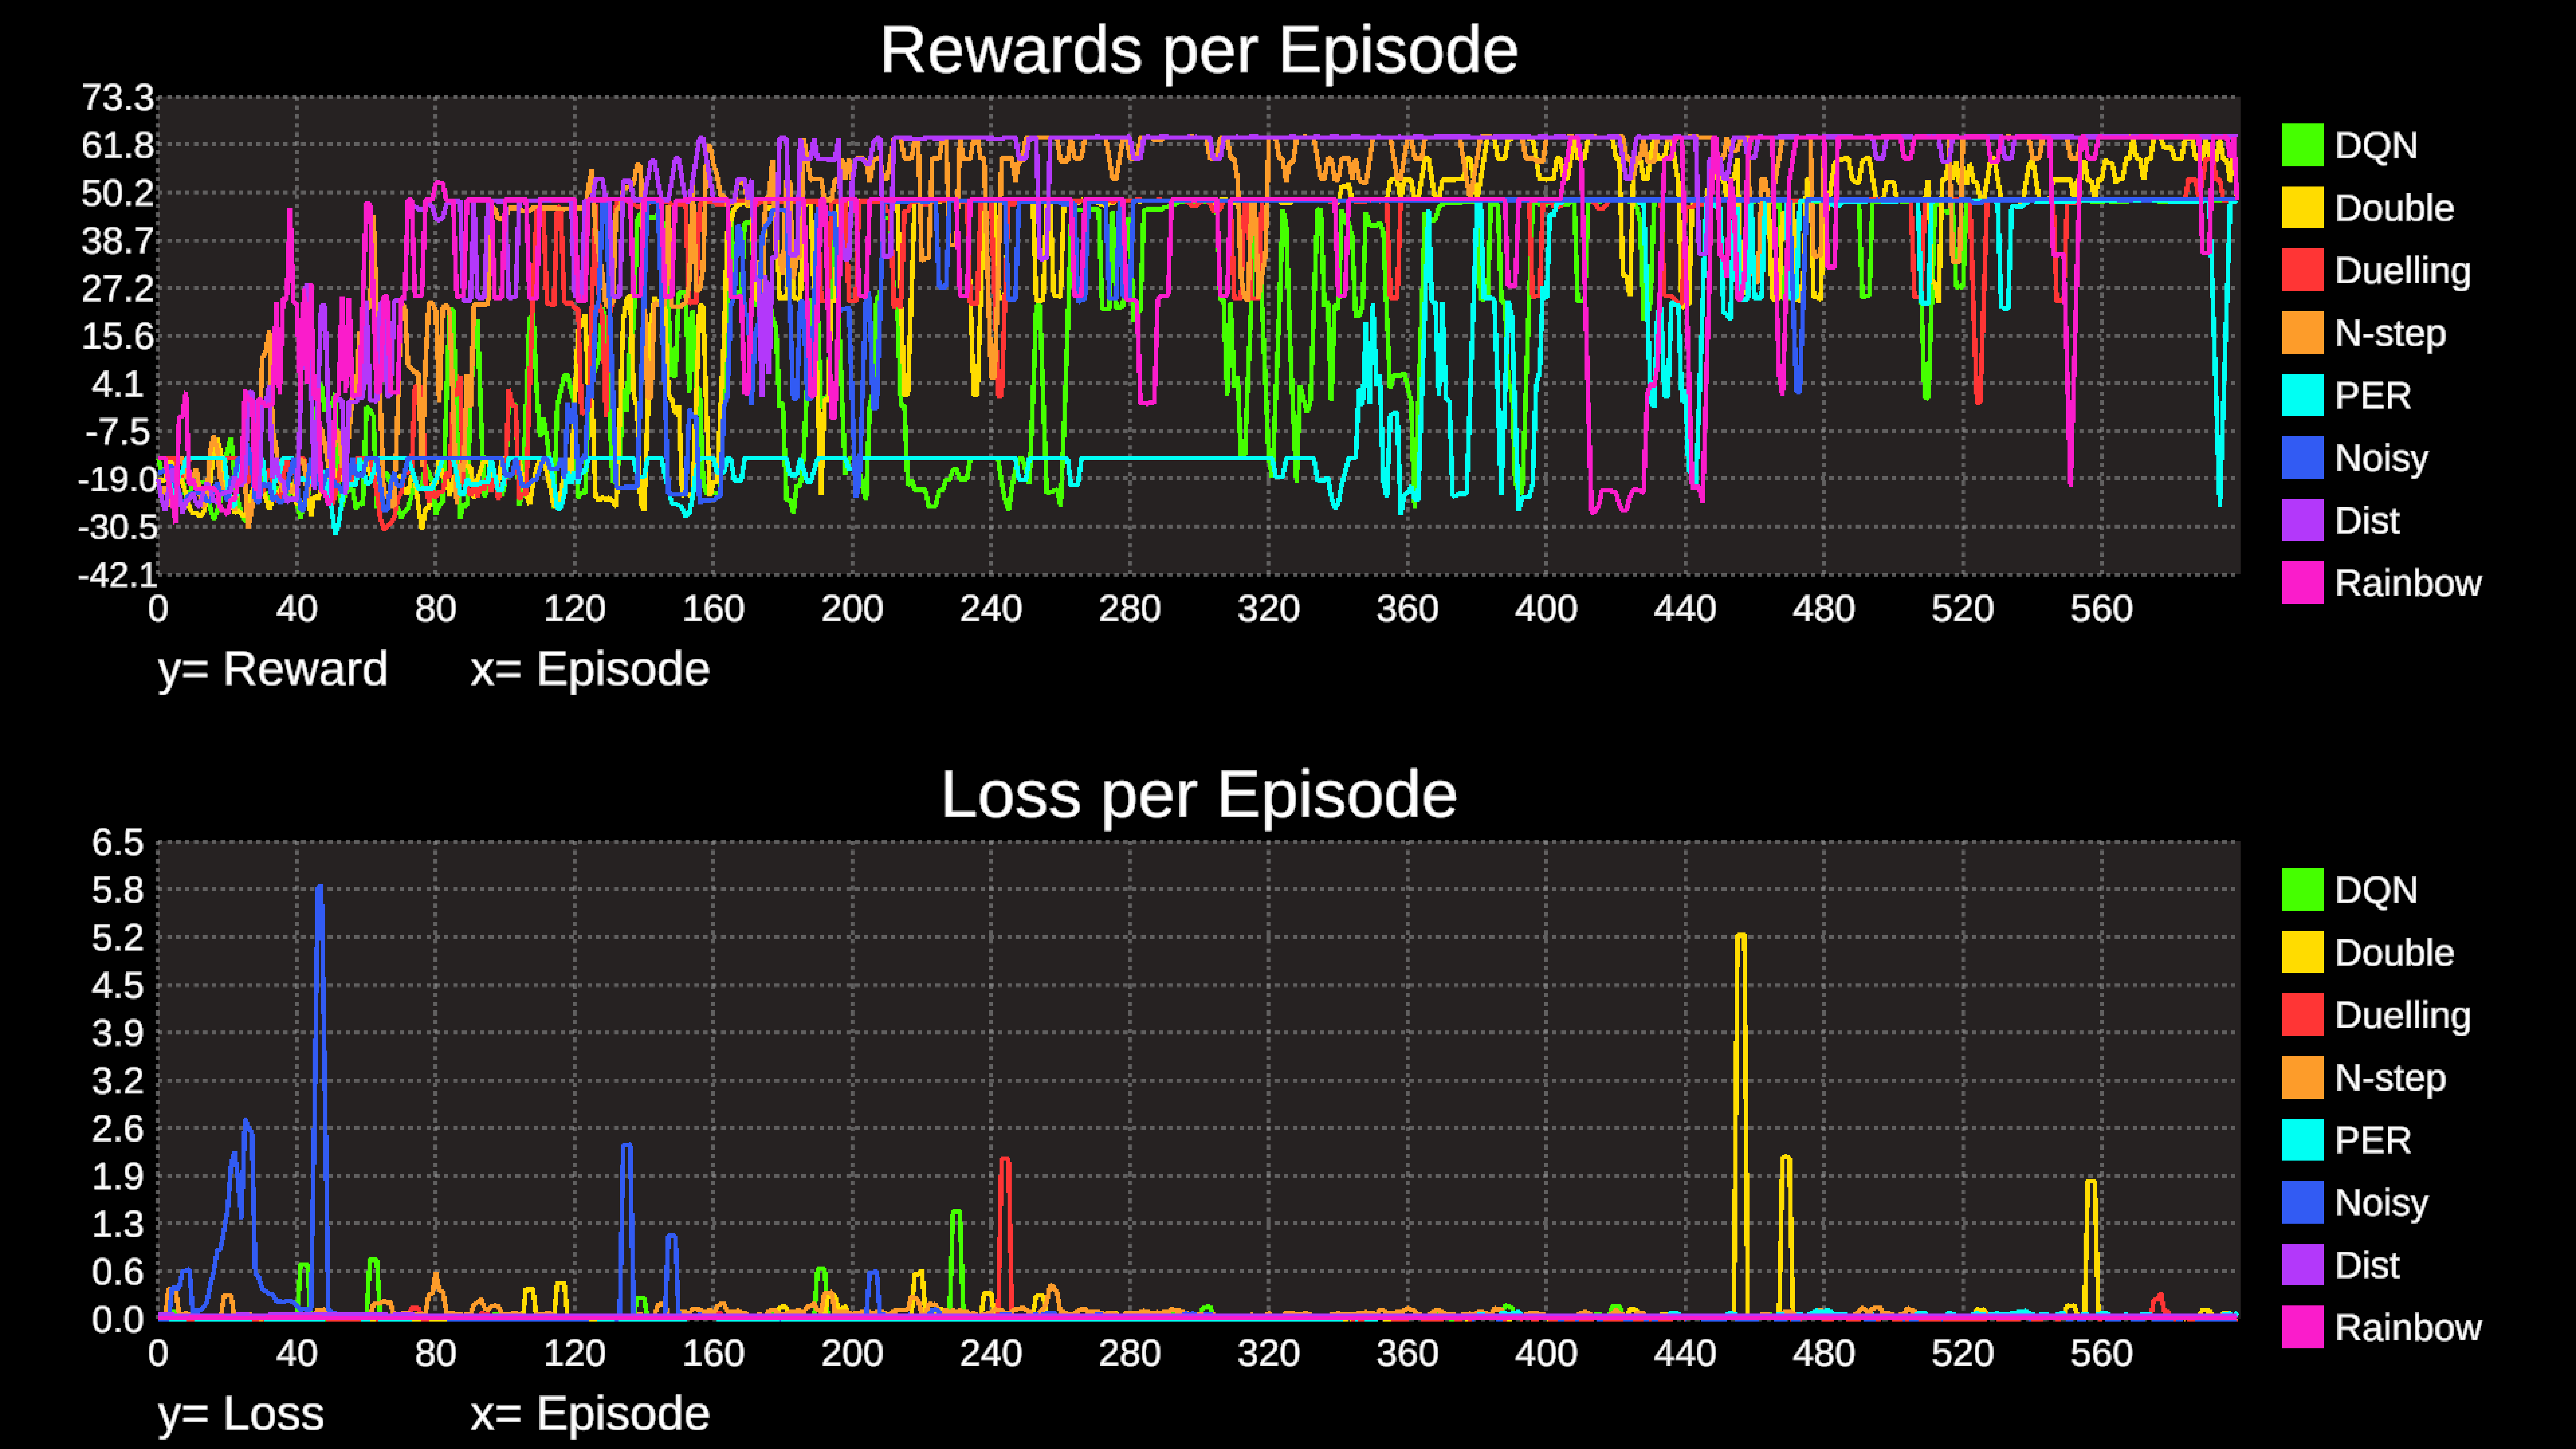 Rewards per Episode
73.3
61.8
50.2
38.7
27.2
15.6
4.1
-7.5
-19.0
-30.5
-42.1
0 40 80 120 160 200 240 280 320 360 400 440 480 520 560
y= Reward x= Episode
DQN
Double
Duelling
N-step
PER
Noisy
Dist
Rainbow
Loss per Episode
6.5
5.8
5.2
4.5
3.9
3.2
2.6
1.9
1.3
0.6
0.0
0 40 80 120 160 200 240 280 320 360 400 440 480 520 560
y= Loss x= Episode
DQN
Double
Duelling
N-step
PER
Noisy
Dist
Rainbow